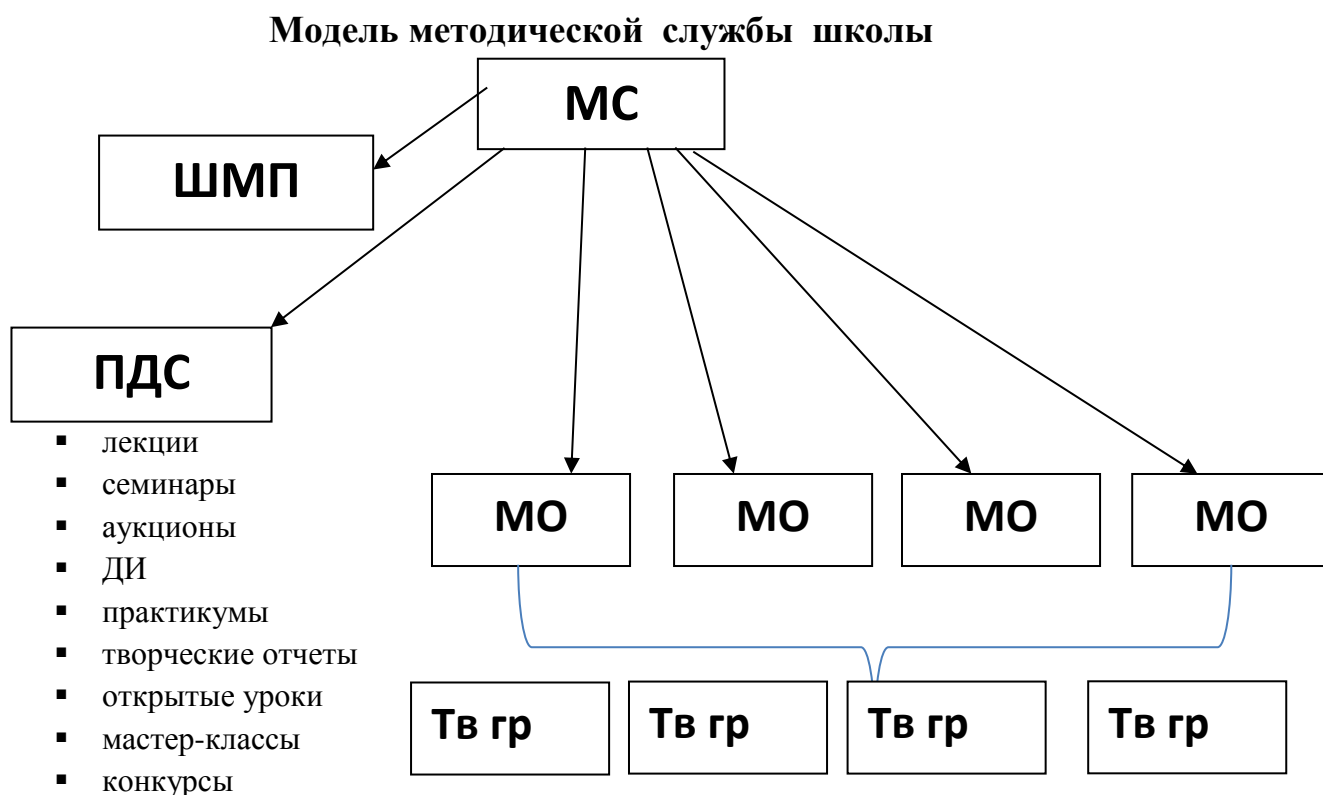 Модель методической службы школы
МС
ШМП
ПДС
▪ лекции
▪ семинары
▪ аукционы
▪ ДИ
▪ практикумы
▪ творческие отчеты
▪ открытые уроки
▪ мастер-классы
▪ конкурсы
МО МО МО МО
Тв гр Тв гр Тв гр Тв гр